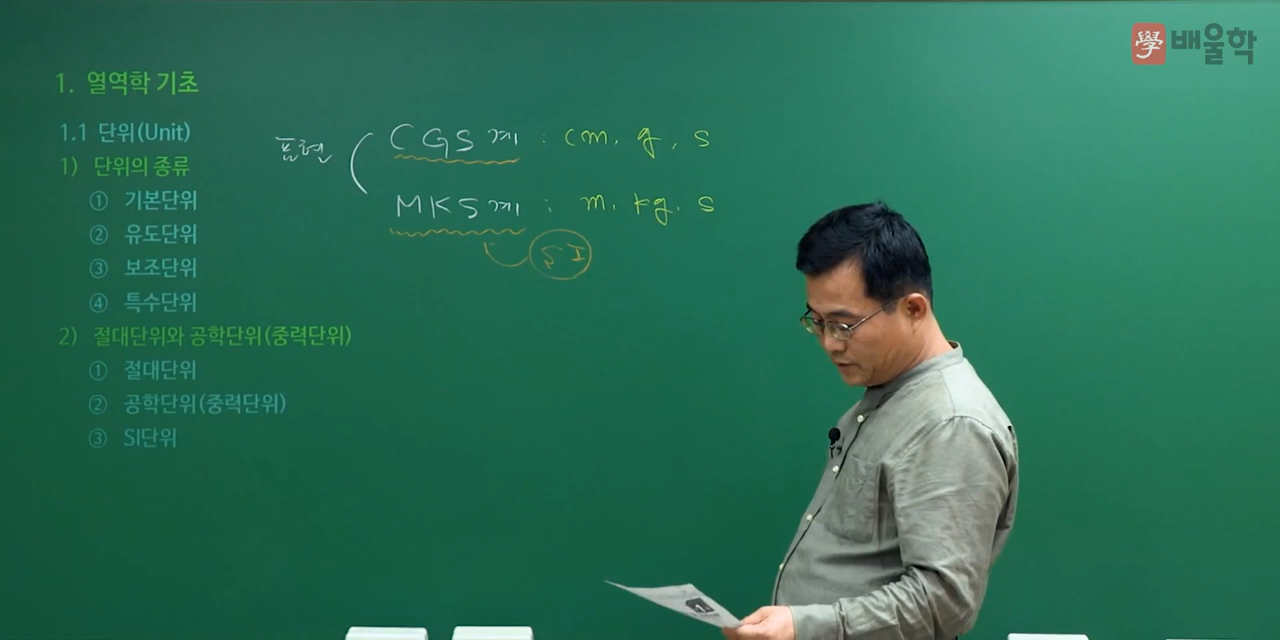 學 배울학
1. 열역학 기초
1.1 단위(Unit)
1) 단위의 종류
① 기본단위
② 유도단위
③ 보조단위
④ 특수단위
2) 절대단위와 공학단위(중력단위)
① 절대단위
② 공학단위(중력단위)
③ SI단위
표현
CGS계 : cm, g, s
MKS계 : m, kg, s
SI
1